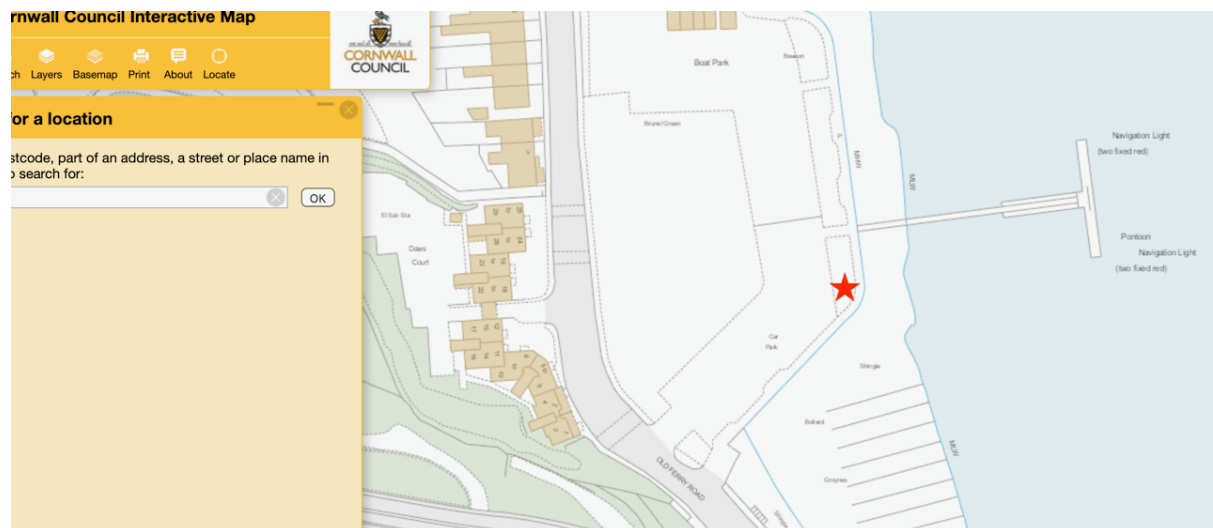 rnwall Council Interactive Map
ch Layers Basemap Print About Locate
CORNWALL
COUNCIL
for a location
stcode, part of an address, a street or place name in
o search for:
OK
Boat Park
Beacon
Brunel Green
P
MHW
MLW
Navigation Light
(two fixed red)
El Sub Sta
Daws
Court
Pontoon
Navigation Light
(two fixed red)
Car
Park
Shingle
Bollard
MLW
Groynes
OLD FERRY ROAD
Shingle